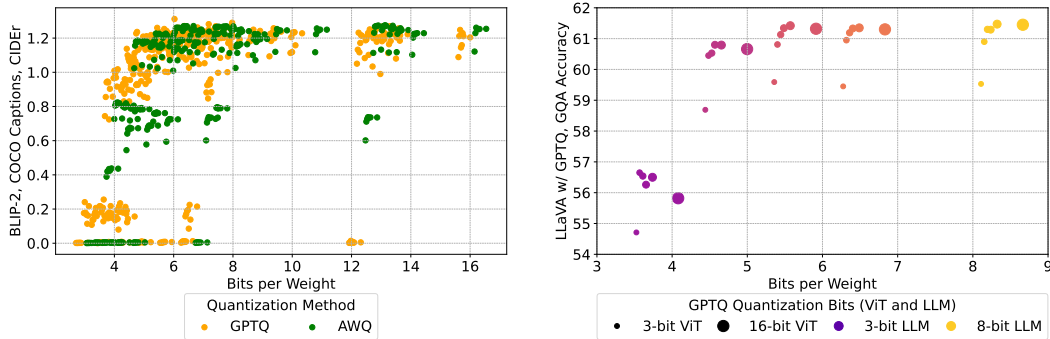 BLIP-2, COCO Captions, CIDEr
1.2
1.0
0.8
0.6
0.4
0.2
0.0
4 6 8 10 12 14 16
Bits per Weight
Quantization Method
GPTQ AWQ
LLaVA w/ GPTQ, GQA Accuracy
62
61
60
59
58
57
56
55
54
3 4 5 6 7 8 9
Bits per Weight
GPTQ Quantization Bits (ViT and LLM)
3-bit ViT 16-bit ViT 3-bit LLM 8-bit LLM